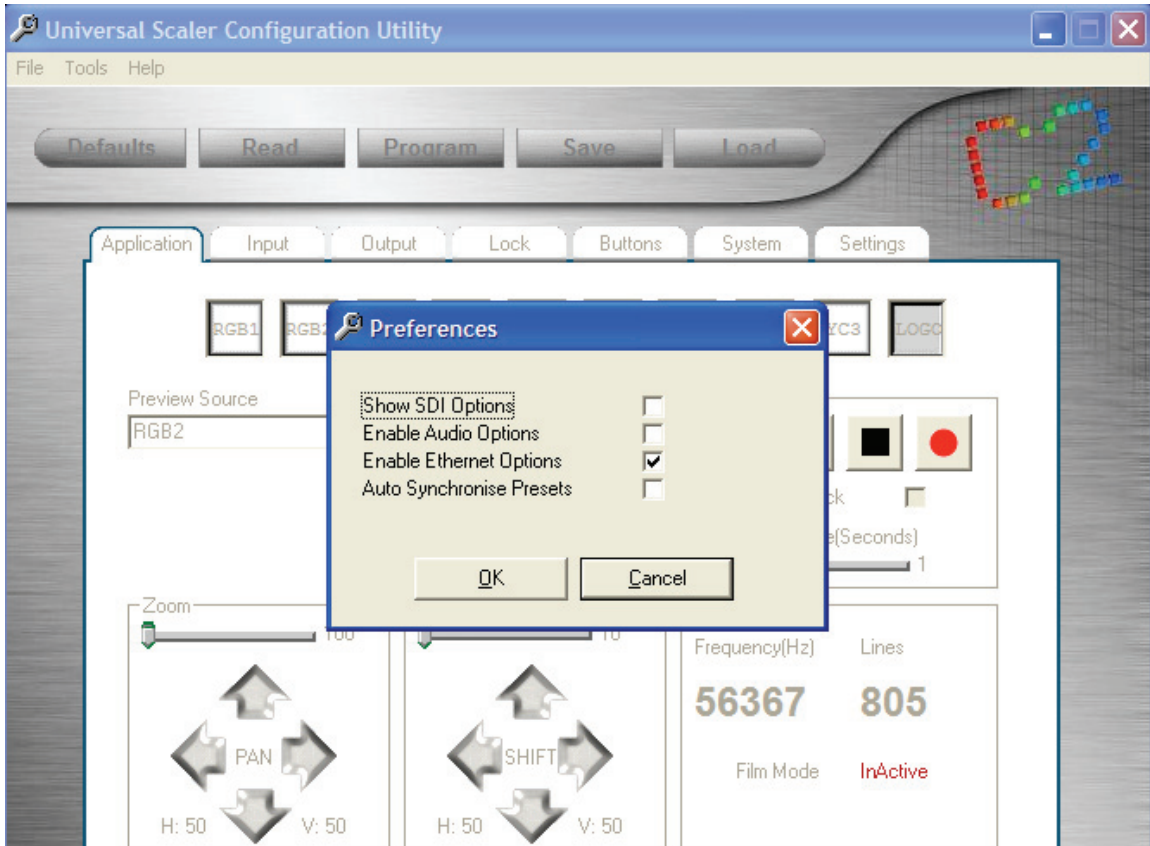 Universal Scaler Configuration Utility
File Tools Help
Defaults Read Program Save Load
C2
Application Input Output Lock Buttons System Settings
RGB1 YC3 LOGO
Preferences
Preview Source
RGB2
Show SDI Options
Enable Audio Options
Enable Ethernet Options
Auto Synchronise Presets
(Seconds)
1
OK Cancel
Zoom
100
10
Frequency(Hz) Lines
56367 805
PAN
SHIFT
Film Mode InActive
H: 50 V: 50
H: 50 V: 50